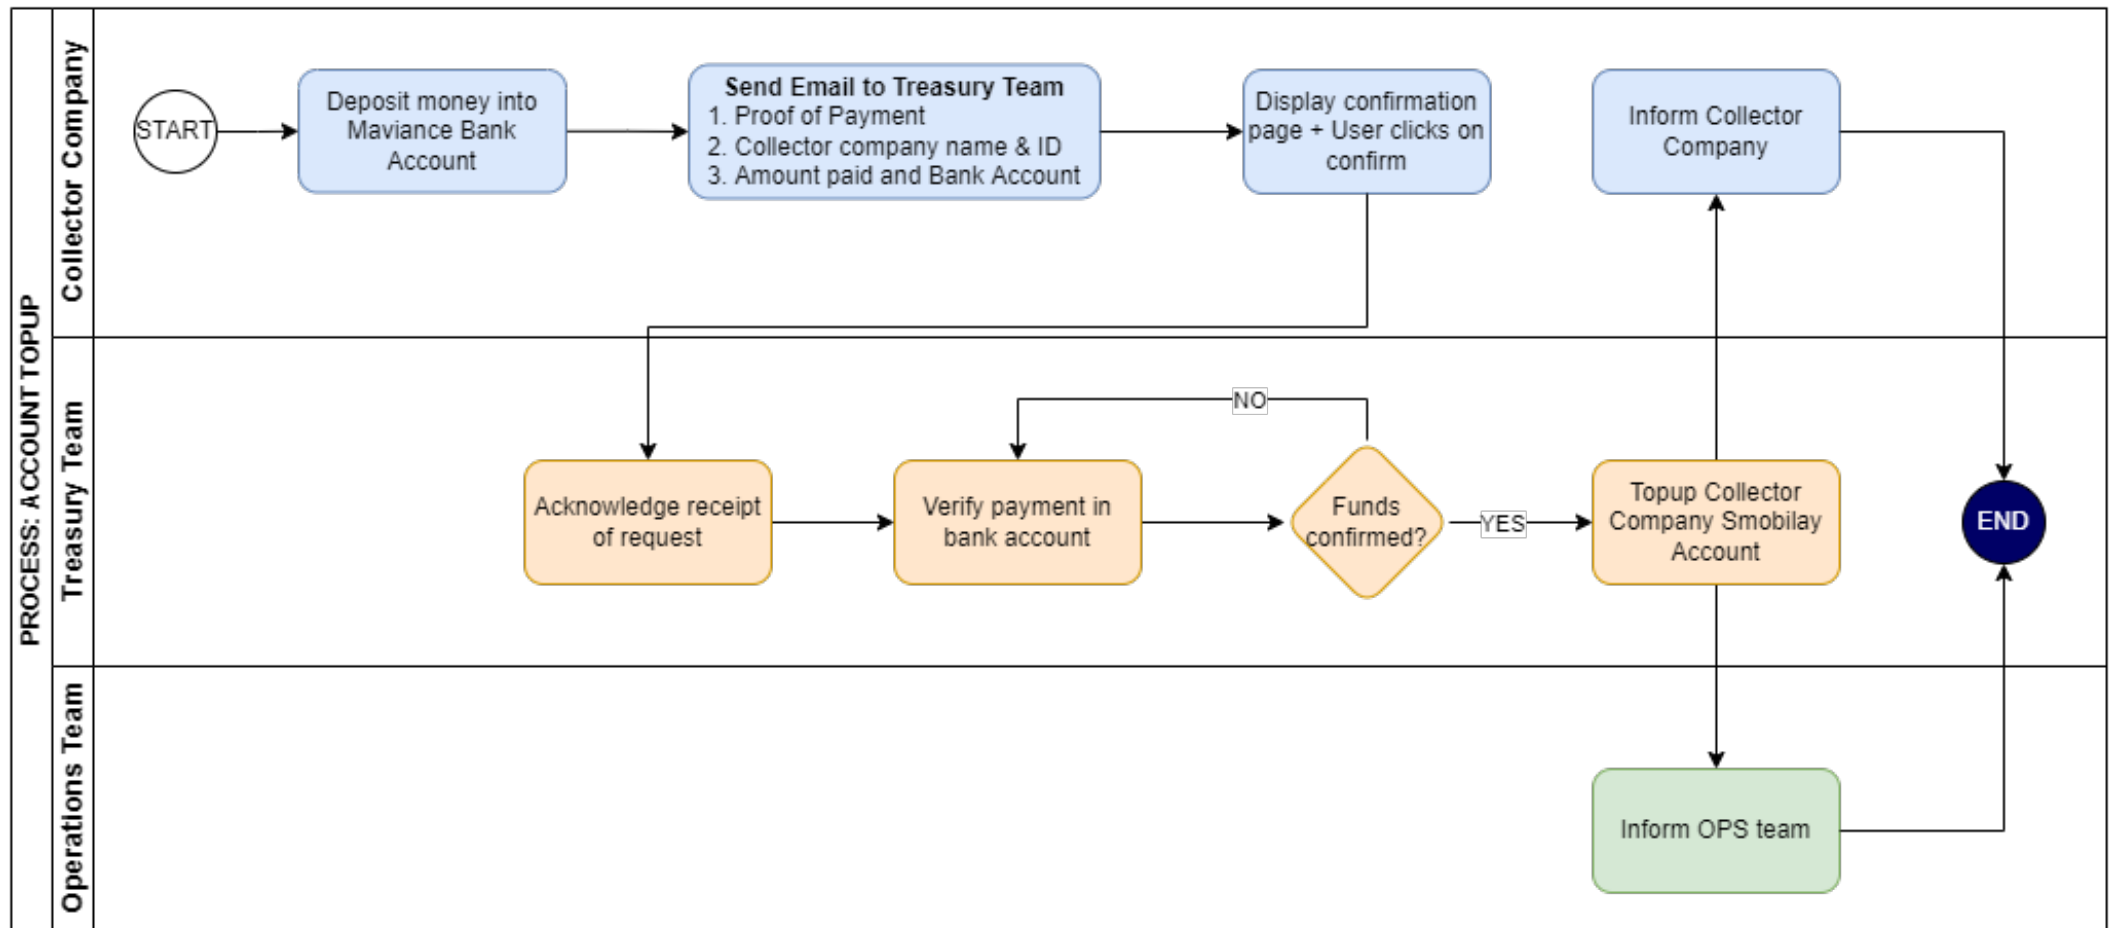 PROCESS: ACCOUNT TOPUP
Collector Company
START
Deposit money into
Maviance Bank
Account
Send Email to Treasury Team
1. Proof of Payment
2. Collector company name & ID
3. Amount paid and Bank Account
Display confirmation
page + User clicks on
confirm
Inform Collector
Company
Treasury Team
Acknowledge receipt
of request
Verify payment in
bank account
NO
Funds
confirmed?
YES
Topup Collector
Company Smobilay
Account
END
Operations Team
Inform OPS team